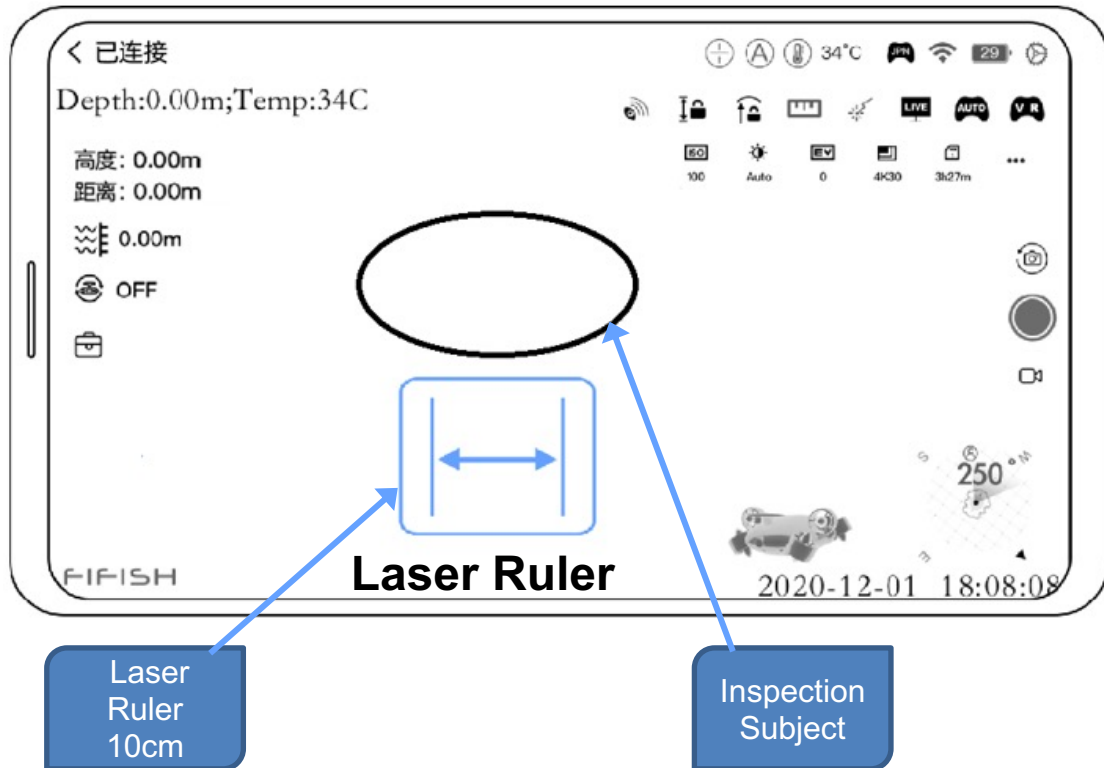 已连接
34°C
JPN
29
Depth:0.00m;Temp:34C
LIVE
AUTO
V R
高度: 0.00m
距离: 0.00m
ISO
EV
100
Auto
0
4K30
3h27m
0.00m
OFF
S
250°
E
Laser Ruler
FIFISH
2020-12-01 18:08:08
Laser
Ruler
10cm
Inspection
Subject